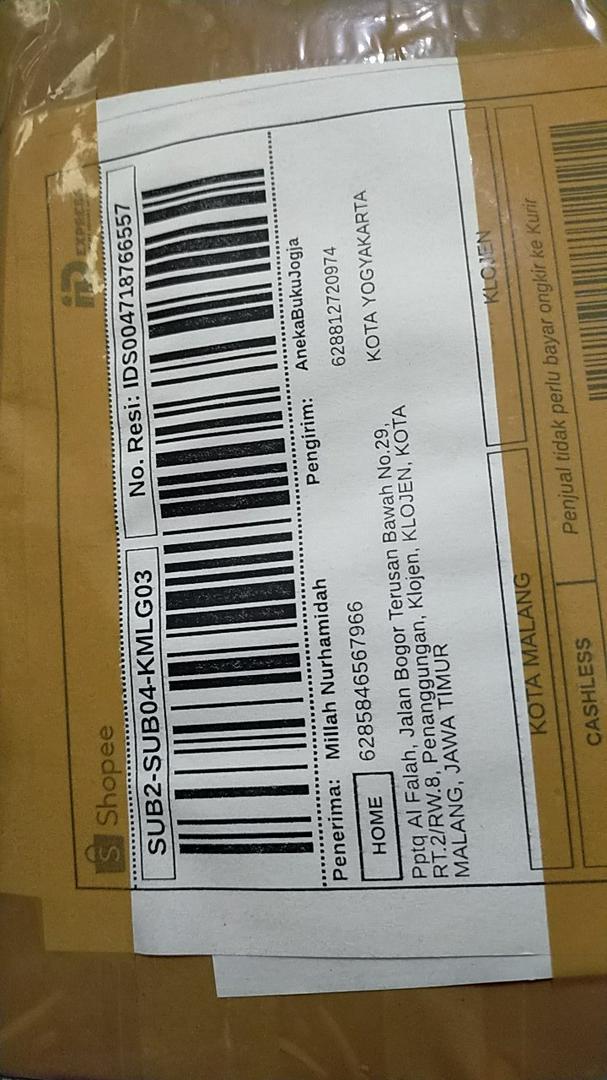 Shopee
iD EXPRESS
SUB2-SUB04-KMLG03
No. Resi: IDS004718766557
Penerima: Millah Nurhamidah
Pengirim: AnekaBukuJogja
HOME
6285846567966
628812720974
KOTA YOGYAKARTA
Pptq Al Falah, Jalan Bogor Terusan Bawah No.29,
RT.2/RW.8, Penanggungan, Klojen, KLOJEN, KOTA
MALANG, JAWA TIMUR
KOTA MALANG
KLOJEN
CASHLESS
Penjual tidak perlu bayar ongkir ke Kurir